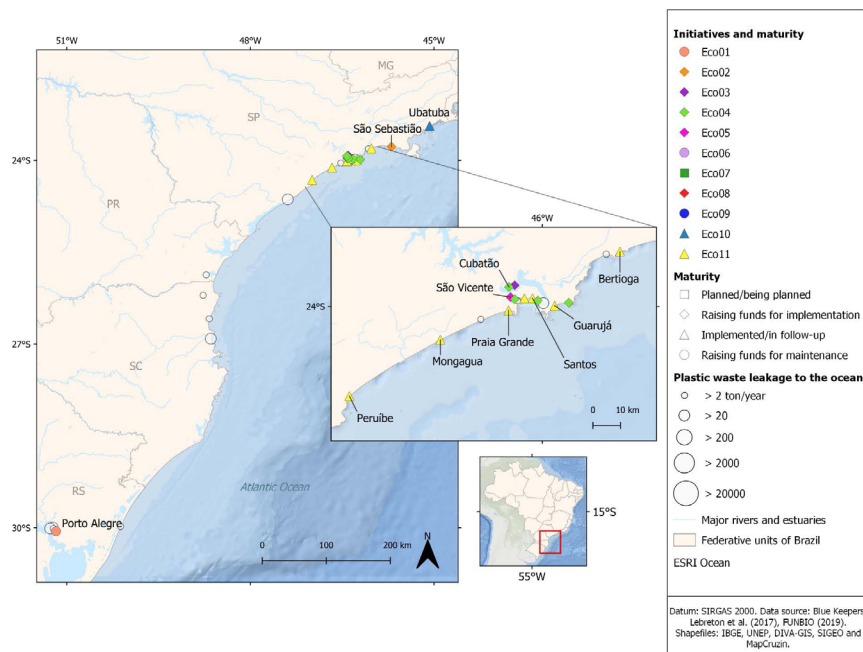 51°W
48°W
45°W
MG
SP
Ubatuba
São Sebastião
24°S
PR
46°W
Cubatão
Bertioga
São Vicente
24°S
Guarujá
Praia Grande
Santos
Mongagua
Peruíbe
0 10 km
27°S
SC
Atlantic Ocean
RS
Porto Alegre
30°S
0 100 200 km
N
15°S
55°W
Initiatives and maturity
Eco01
Eco02
Eco03
Eco04
Eco05
Eco06
Eco07
Eco08
Eco09
Eco10
Eco11
Maturity
Planned/being planned
Raising funds for implementation
Implemented/in follow-up
Raising funds for maintenance
Plastic waste leakage to the ocean
> 2 ton/year
> 20
> 200
> 2000
> 20000
Major rivers and estuaries
Federative units of Brazil
ESRI Ocean
Datum: SIRGAS 2000. Data source: Blue Keepers,
Lebreton et al. (2017), FUNBIO (2019).
Shapefiles: IBGE, UNEP, DIVA-GIS, SIGEO and
MapCruzin.